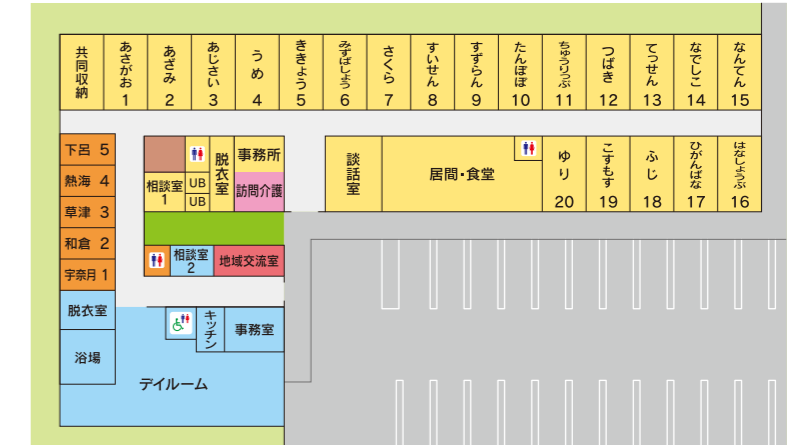 共同収納
あさがお 1
あざみ 2
あじさい 3
うめ 4
ききょう 5
みずばしょう 6
さくら 7
すいせん 8
すずらん 9
たんぽぽ 10
ちゅうりっぷ 11
つばき 12
てっせん 13
なでしこ 14
なんてん 15
下呂 5
熱海 4
草津 3
和倉 2
宇奈月 1
脱衣室
浴場
相談室 1
UB
UB
脱衣室
事務所
訪問介護
談話室
居間・食堂
ゆり 20
こすもす 19
ふじ 18
ひがんばな 17
はなしょうぶ 16
相談室 2
地域交流室
キッチン
事務室
デイルーム